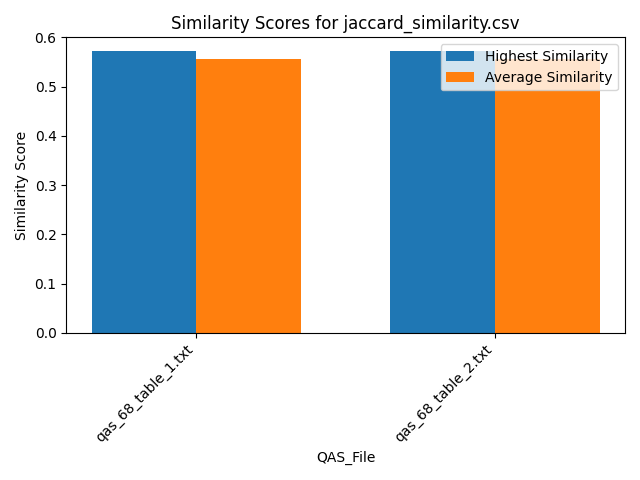 Similarity Scores for jaccard_similarity.csv
Highest Similarity
Average Similarity
Similarity Score
0.6
0.5
0.4
0.3
0.2
0.1
0.0
qas_68_table_1.txt
qas_68_table_2.txt
QAS_File